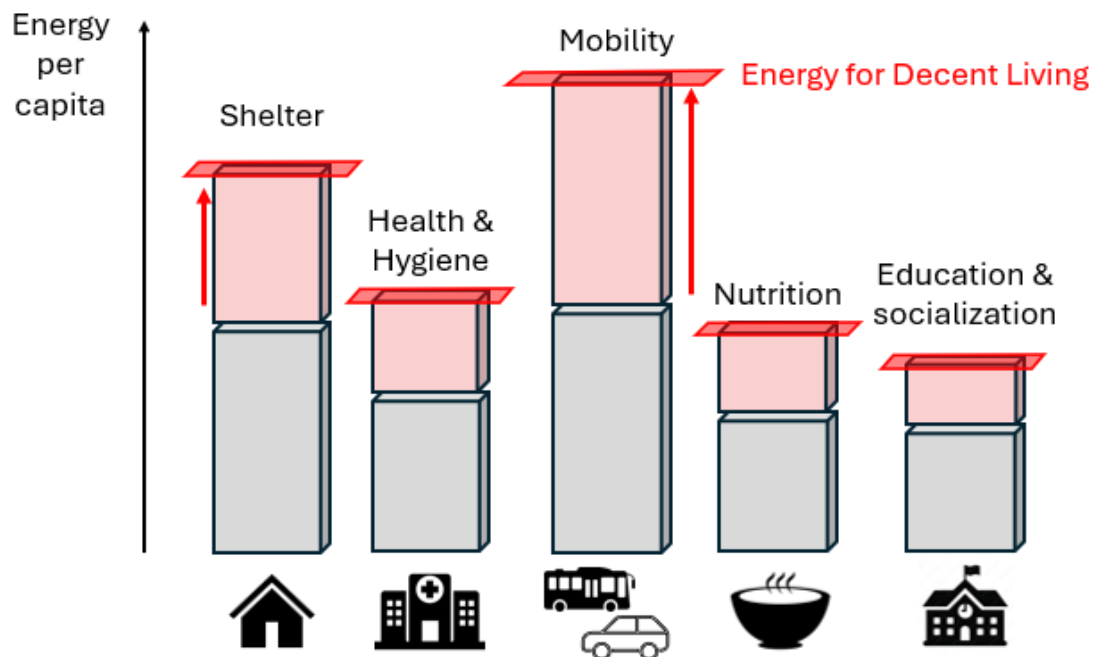 Energy
per
capita
Shelter
Health &
Hygiene
Mobility
Energy for Decent Living
Nutrition
Education &
socialization